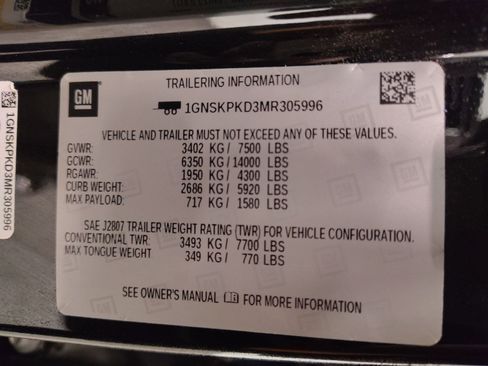 TRAILERING INFORMATION
GM
1GNSKPKD3MR305996
VEHICLE AND TRAILER MUST NOT EXCEED ANY OF THESE VALUES.
GVWR: 3402 KG/ 7500 LBS
GCWR: 6350 KG/ 14000 LBS
RGAWR: 1950 KG/ 4300 LBS
CURB WEIGHT: 2686 KG/ 5920 LBS
MAX PAYLOAD: 717 KG/ 1580 LBS
SAE J2807 TRAILER WEIGHT RATING (TWR) FOR VEHICLE CONFIGURATION.
CONVENTIONAL TWR: 3493 KG/ 7700 LBS
MAX TONGUE WEIGHT 349 KG/ 770 LBS
SEE OWNER'S MANUAL FOR MORE INFORMATION
1GNSKPKD3MR305996